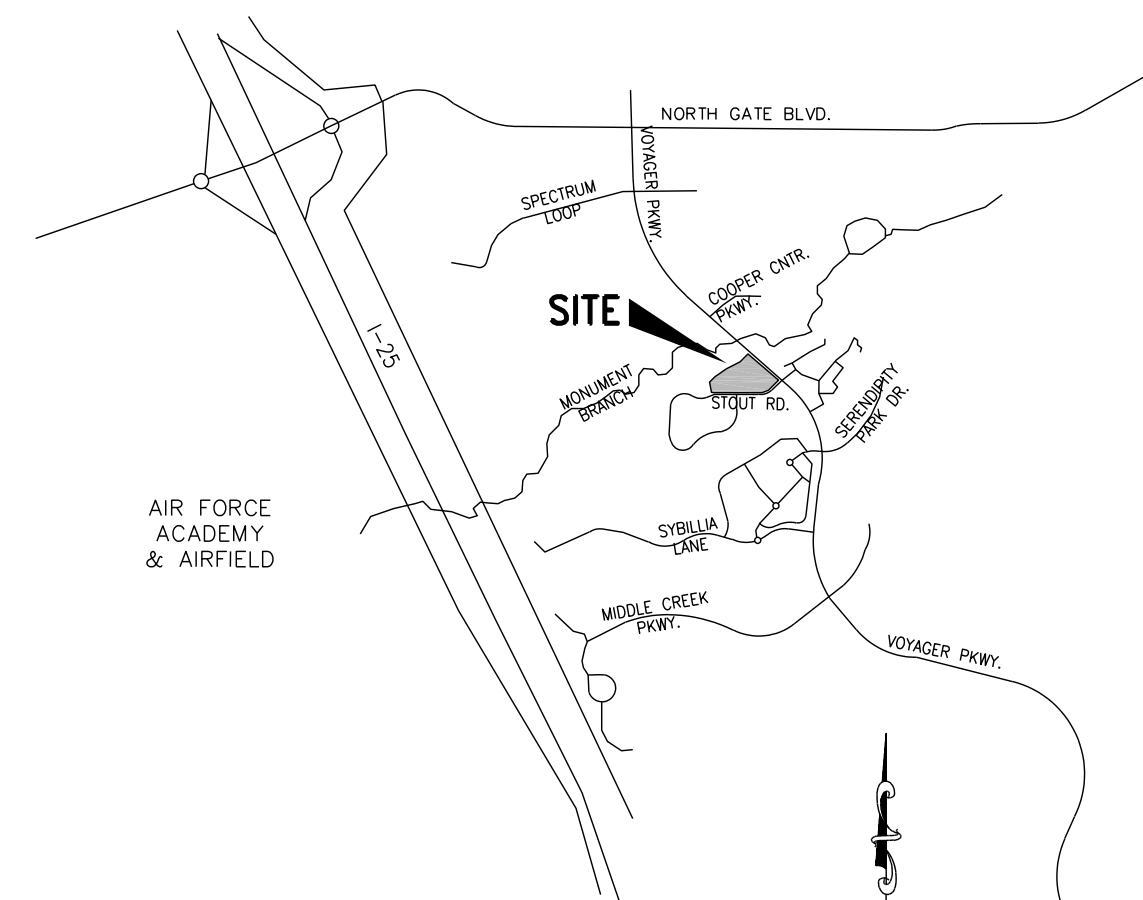 NORTH GATE BLVD.
VOYAGER PKWY.
SPECTRUM
LOOP
COOPER CNTR.
PKWY.
SITE
I-25
MONUMENT
BRANCH
STOUT RD.
SERENDIPITY
PARK DR.
AIR FORCE
ACADEMY
& AIRFIELD
SYBILLIA
LANE
MIDDLE CREEK
PKWY.
VOYAGER PKWY.